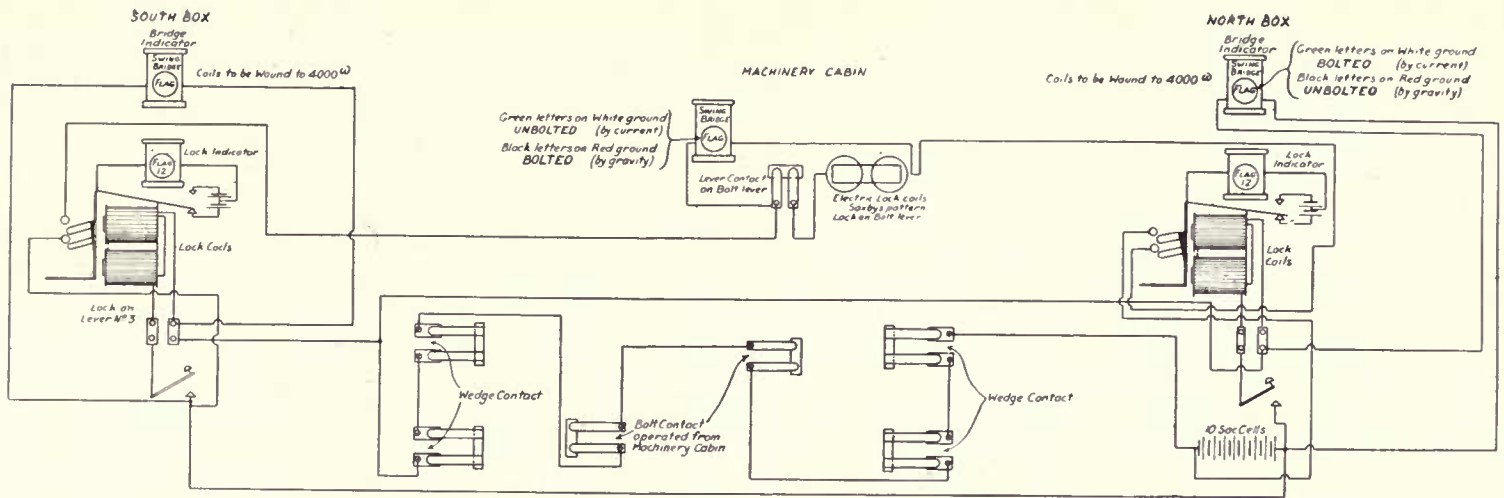 SOUTH BOX
Bridge
Indicator
SWING
BRIDGE
FLAG
Coils to be Wound to 4000 ω
Lock Indicator
FLAG
12
Lock Coils
Lock on
Lever Nº 3
MACHINERY CABIN
SWING
BRIDGE
FLAG
Green letters on White ground
UNBOLTED (by current)
Black letters on Red ground
BOLTED (by gravity)
Lever Contact
on Bolt lever
Electric Lock coils
Saxbys pattern
Lock on Bolt lever
NORTH BOX
Bridge
Indicator
SWING
BRIDGE
FLAG
Coils to be Wound to 4000 ω
Green letters on White ground
BOLTED (by current)
Black letters on Red ground
UNBOLTED (by gravity)
Lock
Indicator
FLAG
12
Lock
Coils
Wedge Contact
Bolt Contact
operated from
Machinery Cabin
Wedge Contact
10 Sac Cells